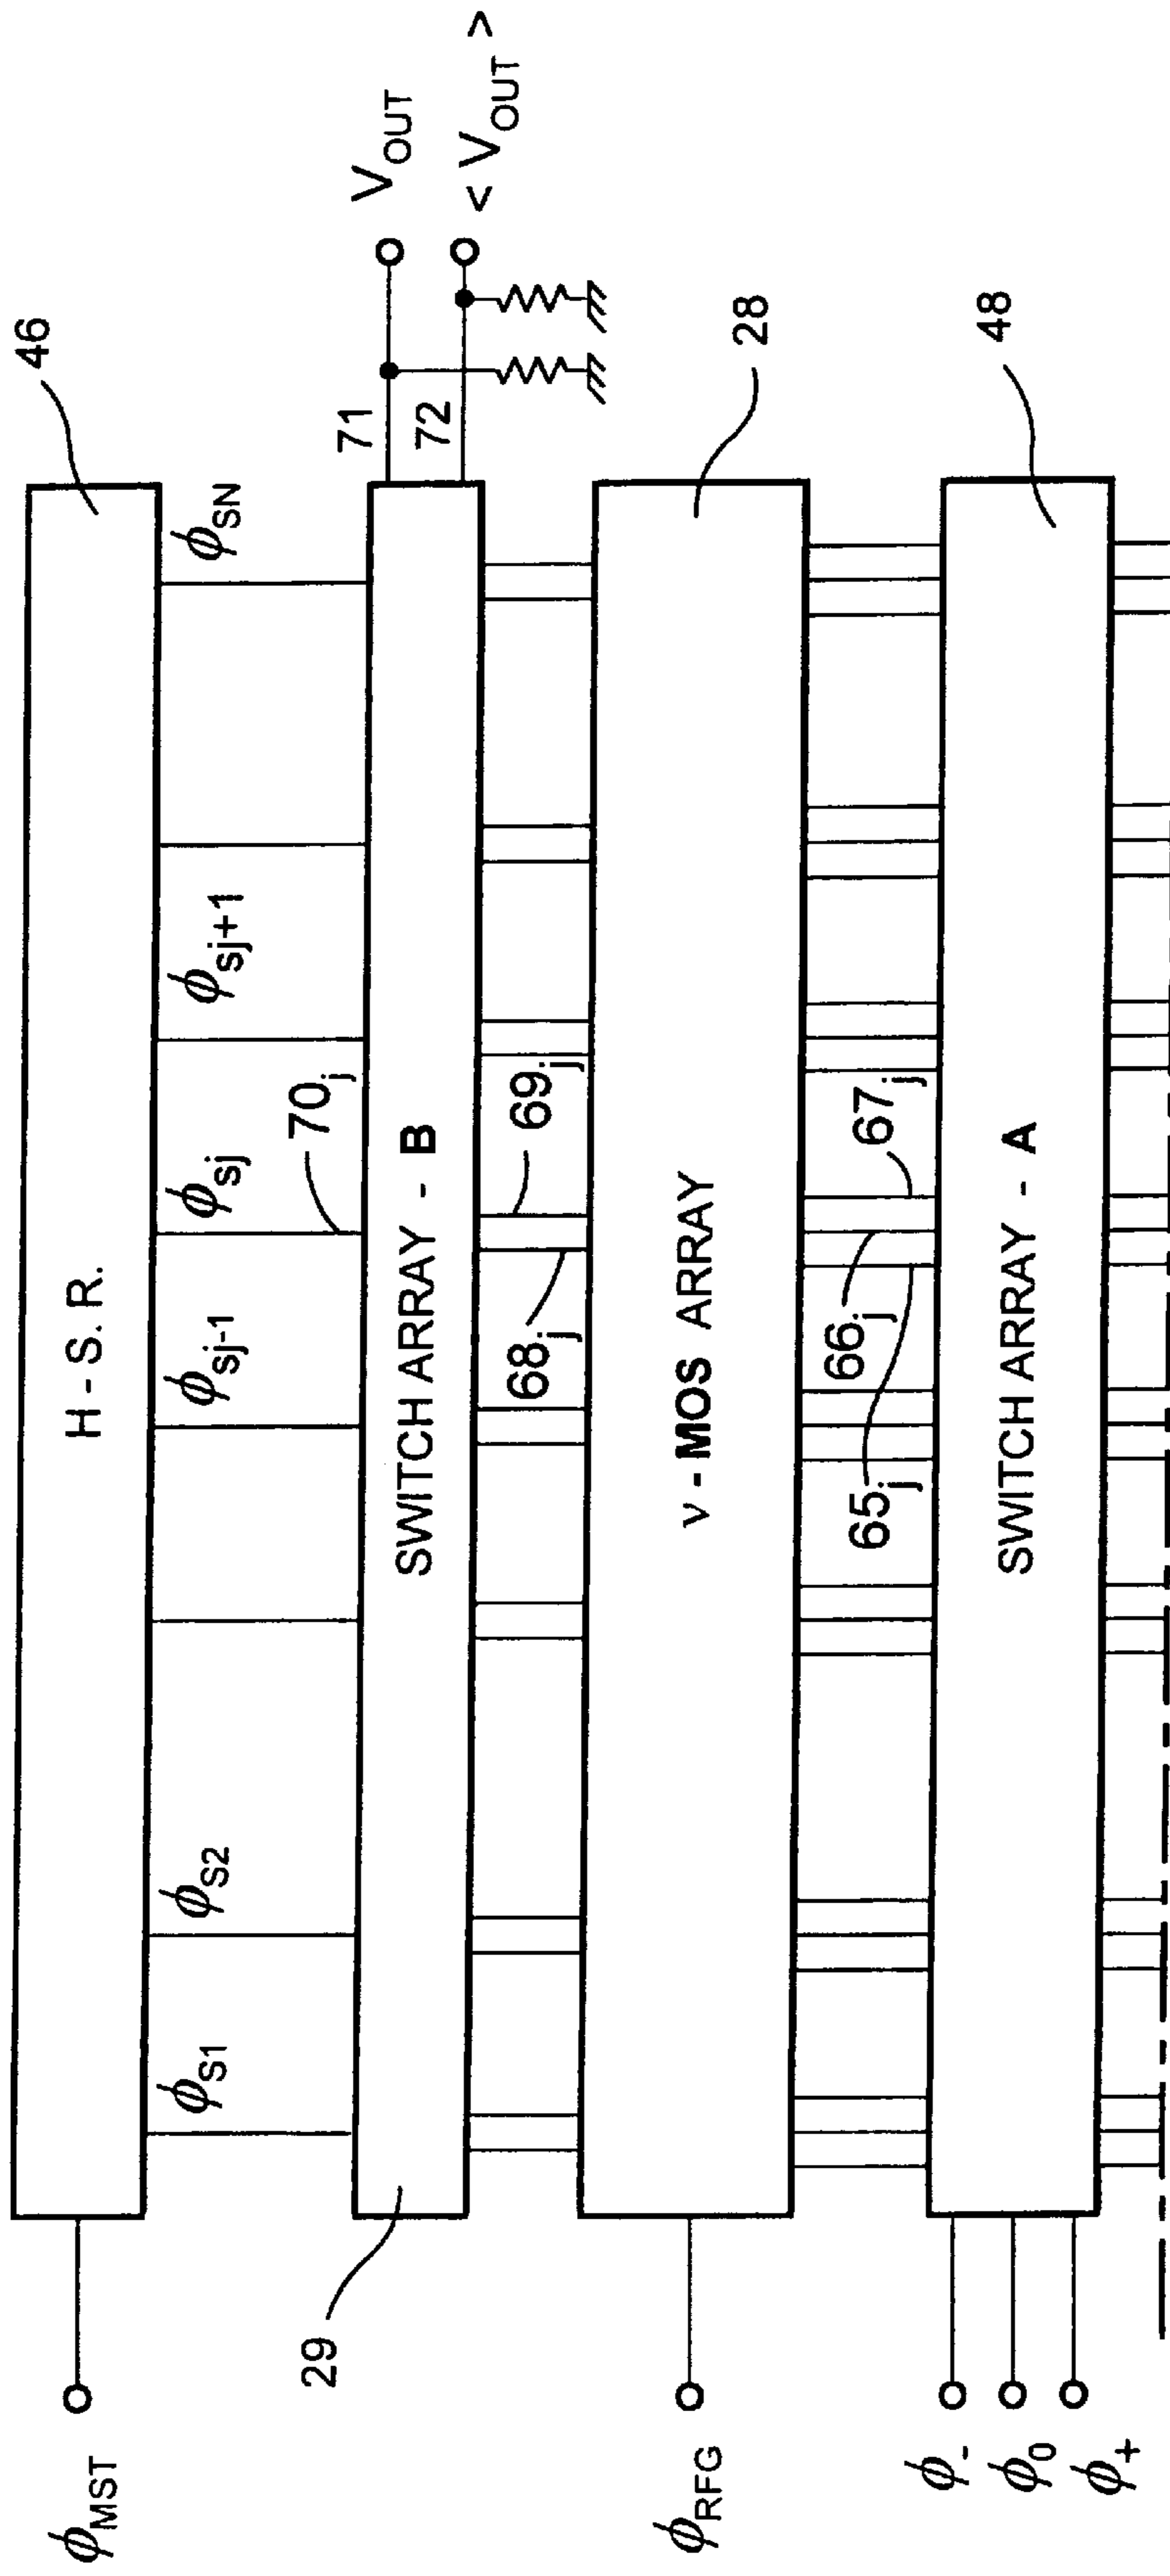 46
H - S. R.
ϕMST
ϕS1
ϕS2
ϕsj-1
ϕsj
ϕsj+1
ϕSN
70j
71
VOUT
72
< VOUT >
SWITCH ARRAY - B
29
68j
69j
28
ν - MOS ARRAY
ϕRFG
65j
66j
67j
48
SWITCH ARRAY - A
ϕ-
ϕ0
ϕ+